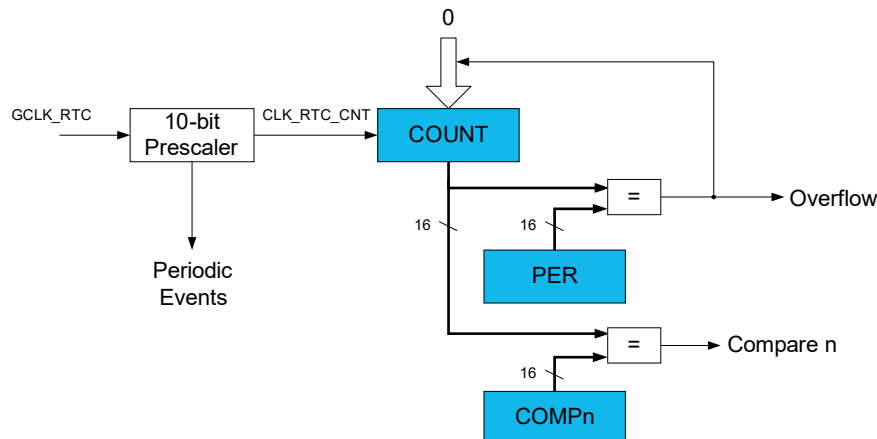 0
GCLK_RTC
10-bit
Prescaler
CLK_RTC_CNT
COUNT
=
Overflow
16
16
PER
Periodic
Events
=
Compare n
16
COMPn